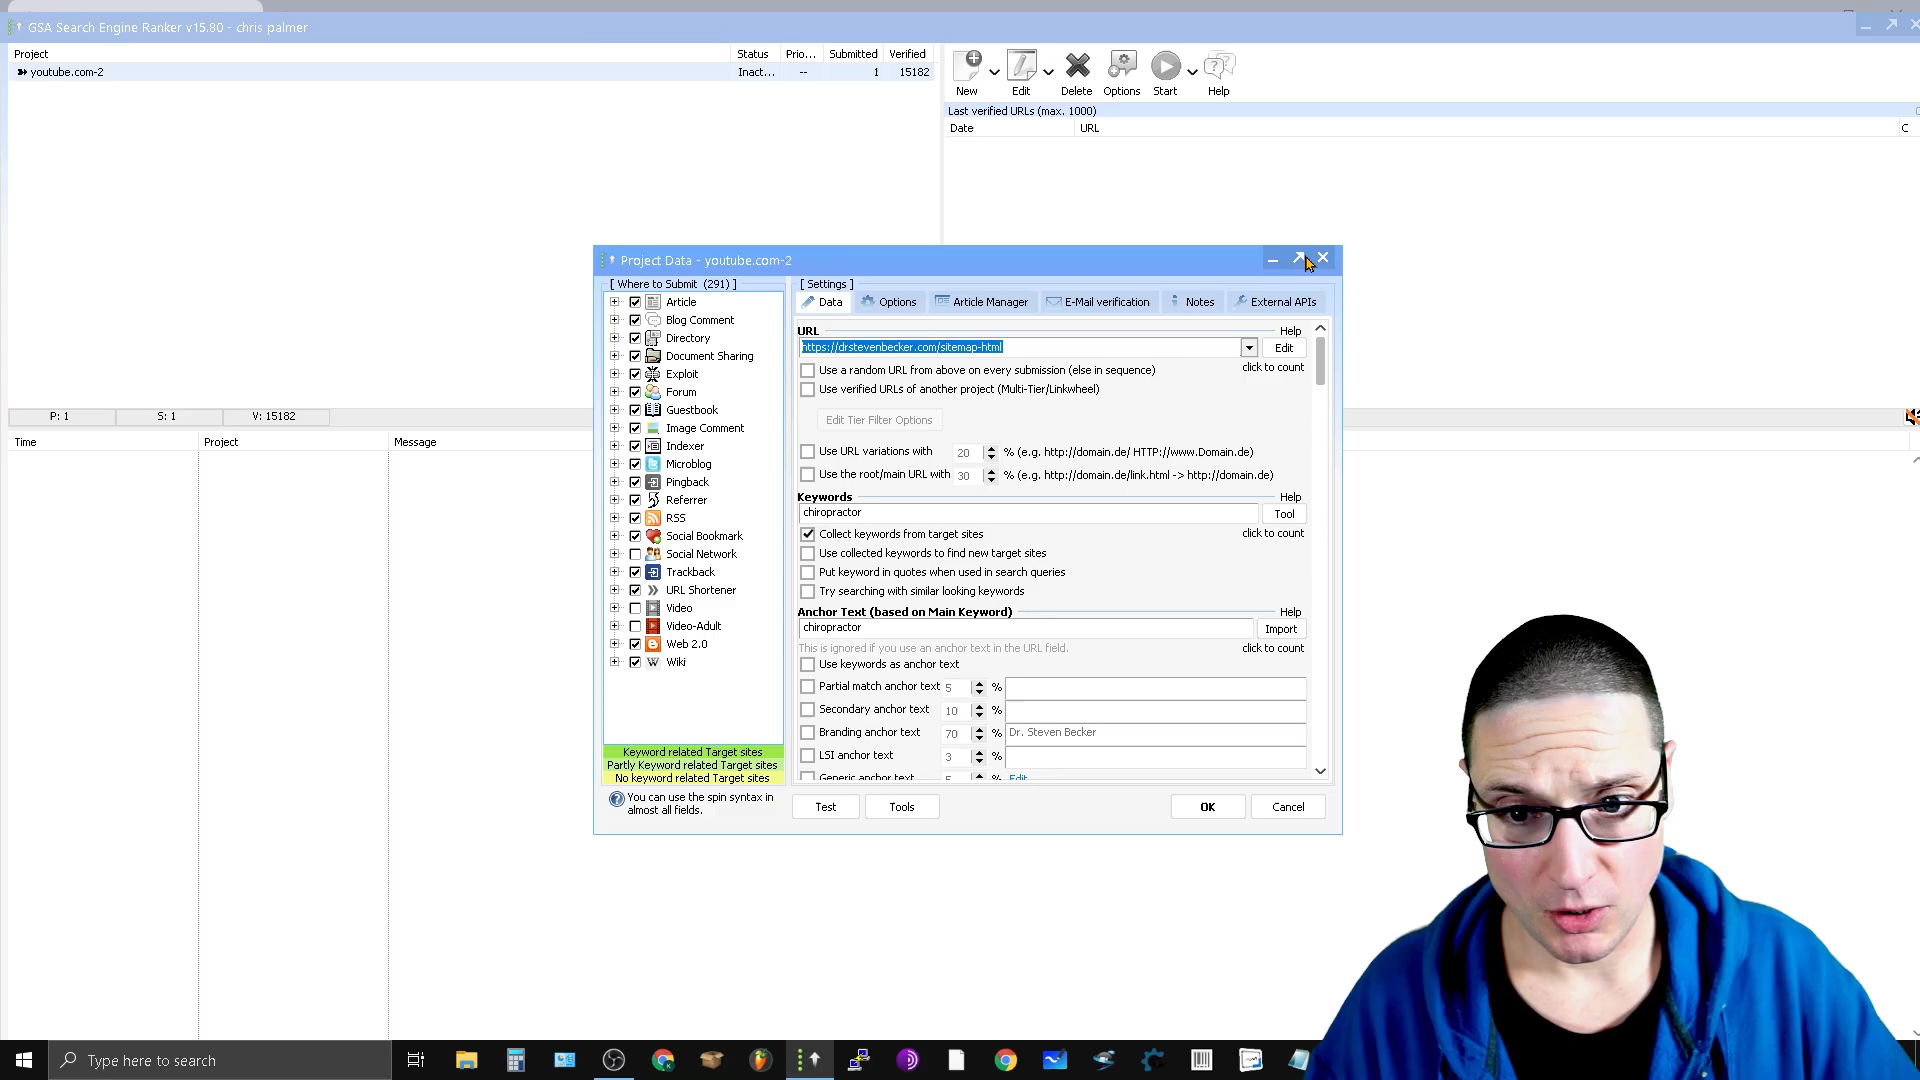 GSA Search Engine Ranker v15.80 - chris palmer
Project Status Prio... Submitted Verified
youtube.com-2 Inact... -- 1 15182
New Edit Delete Options Start Help
Last verified URLs (max. 1000)
Date URL C
P: 1 S: 1 V: 15182
Time Project Message
Project Data - youtube.com-2
[ Where to Submit (291) ]
Article
Blog Comment
Directory
Document Sharing
Exploit
Forum
Guestbook
Image Comment
Indexer
Microblog
Pingback
Referrer
RSS
Social Bookmark
Social Network
Trackback
URL Shortener
Video
Video-Adult
Web 2.0
Wiki
Keyword related Target sites
Partly Keyword related Target sites
No keyword related Target sites
You can use the spin syntax in
almost all fields.
[ Settings ]
Data Options Article Manager E-Mail verification Notes External APIs
URL Help
https://drstevenbecker.com/sitemap-html Edit
Use a random URL from above on every submission (else in sequence) click to count
Use verified URLs of another project (Multi-Tier/Linkwheel)
Edit Tier Filter Options
Use URL variations with 20 % (e.g. http://domain.de/ HTTP://www.Domain.de)
Use the root/main URL with 30 % (e.g. http://domain.de/link.html -> http://domain.de)
Keywords Help
chiropractor Tool
Collect keywords from target sites click to count
Use collected keywords to find new target sites
Put keyword in quotes when used in search queries
Try searching with similar looking keywords
Anchor Text (based on Main Keyword) Help
chiropractor Import
This is ignored if you use an anchor text in the URL field. click to count
Use keywords as anchor text
Partial match anchor text 5 %
Secondary anchor text 10 %
Branding anchor text 70 % Dr. Steven Becker
LSI anchor text 3 %
Generic anchor text 5 % Edit
Test Tools OK Cancel
Type here to search